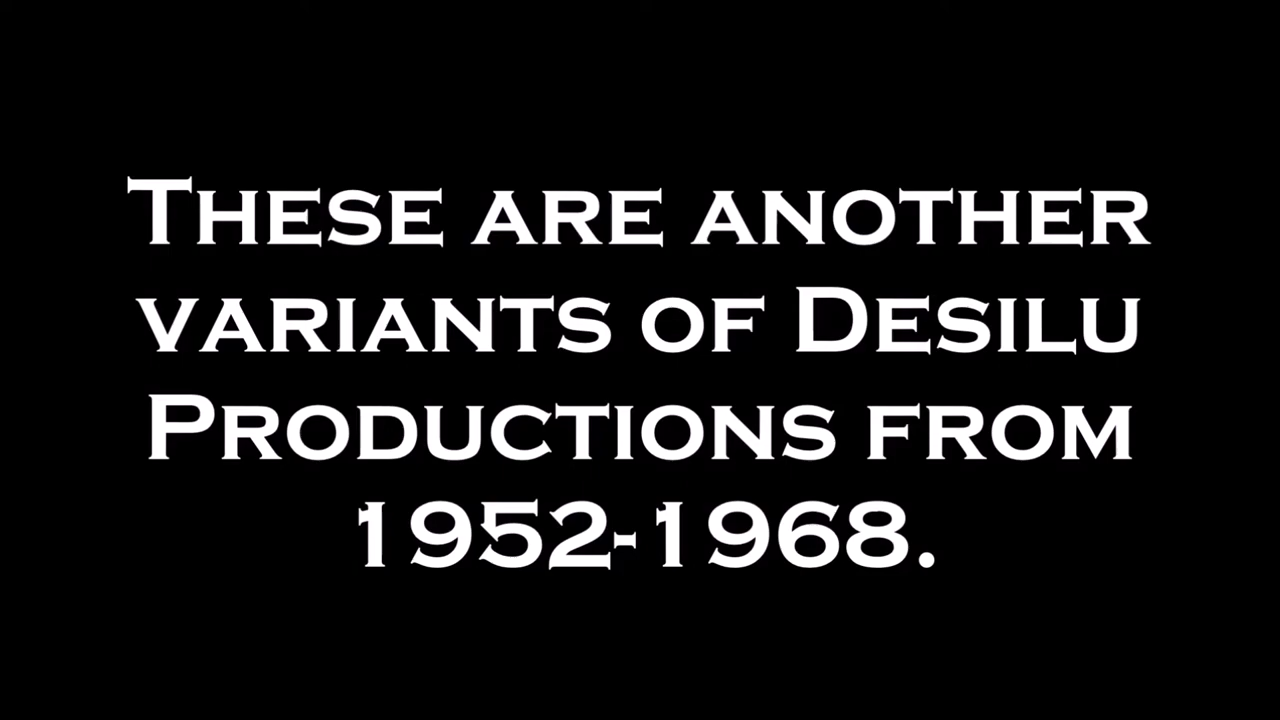 These are another
variants of Desilu
Productions from
1952-1968.